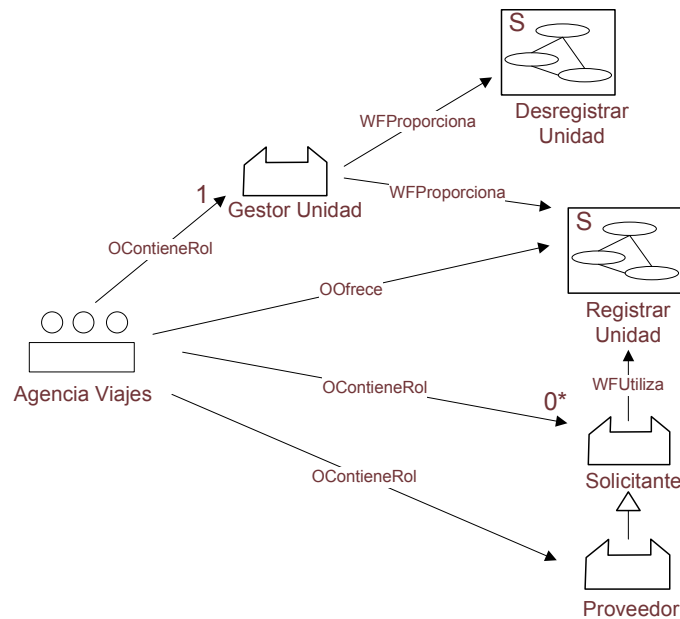 S
Desregistrar
Unidad
WFProporciona
1
Gestor Unidad
WFProporciona
S
OContieneRol
OOfrece
Registrar
Unidad
Agencia Viajes
OContieneRol
0*
WFUtiliza
Solicitante
OContieneRol
Proveedor